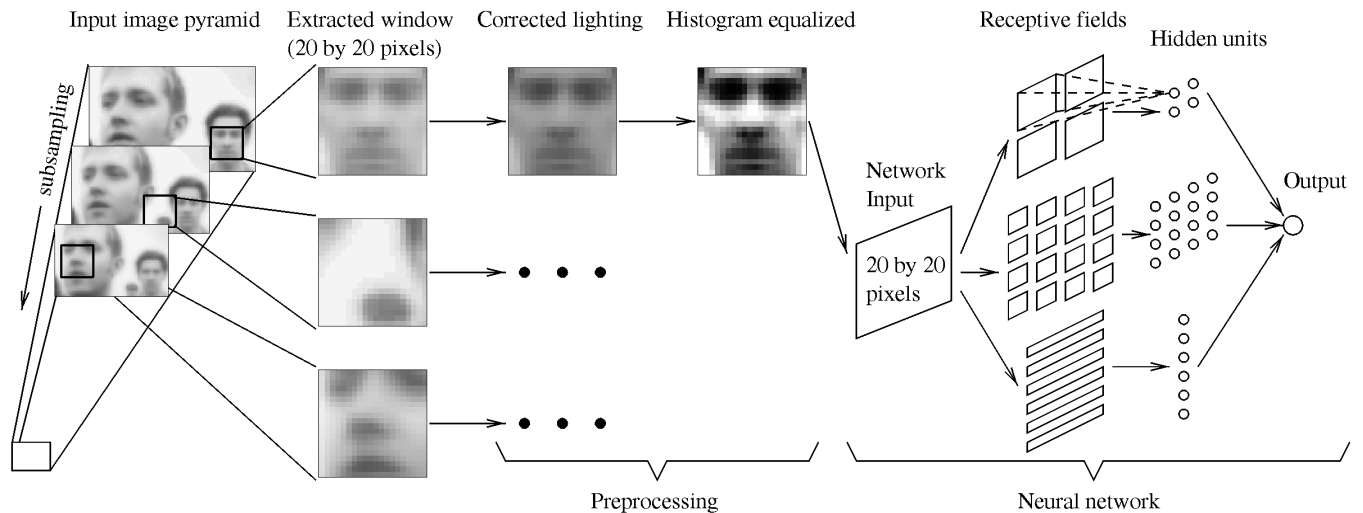 Input image pyramid
Extracted window
(20 by 20 pixels)
Corrected lighting
Histogram equalized
Receptive fields
Hidden units
subsampling
Network
Input
Output
20 by 20
pixels
Preprocessing
Neural network